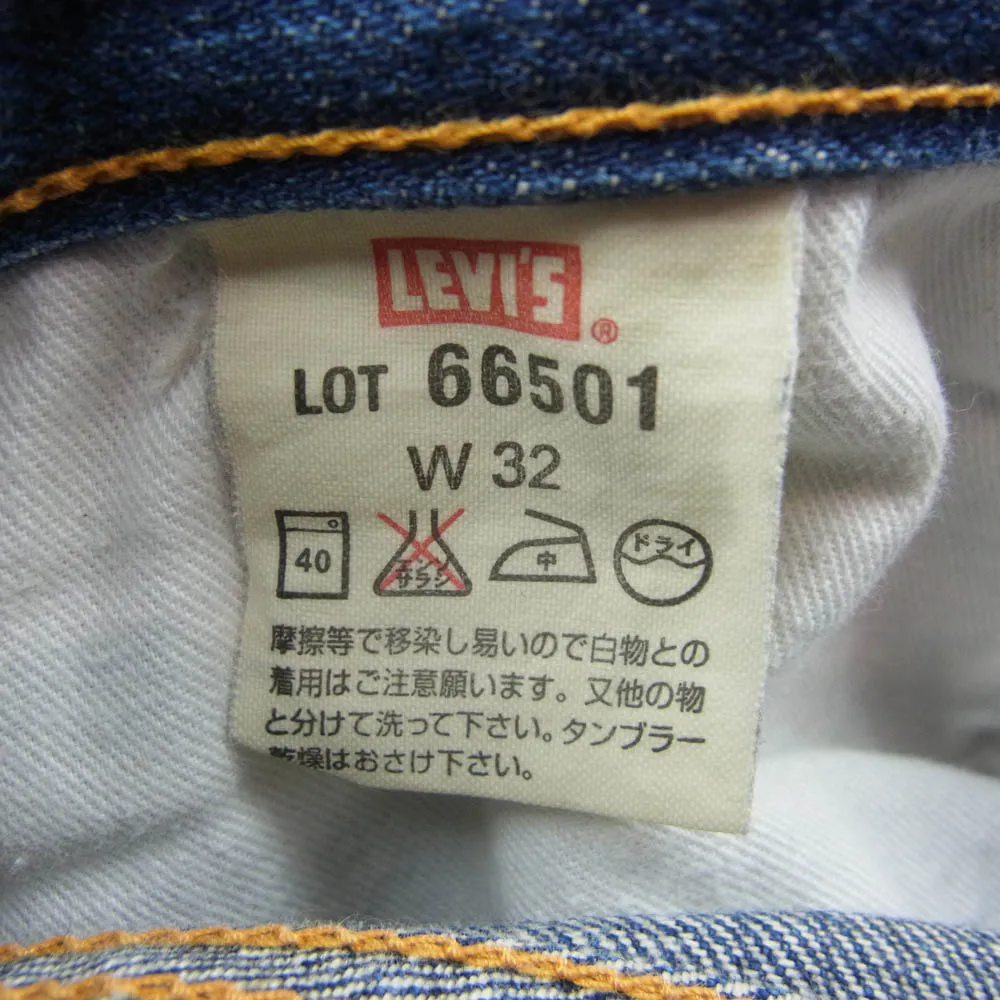 LEVI'S®
LOT 66501
W 32
40 エンソ サラシ 中 ドライ
摩擦等で移染し易いので白物との
着用はご注意願います。又他の物
と分けて洗って下さい。タンブラー
乾燥はおさけ下さい。